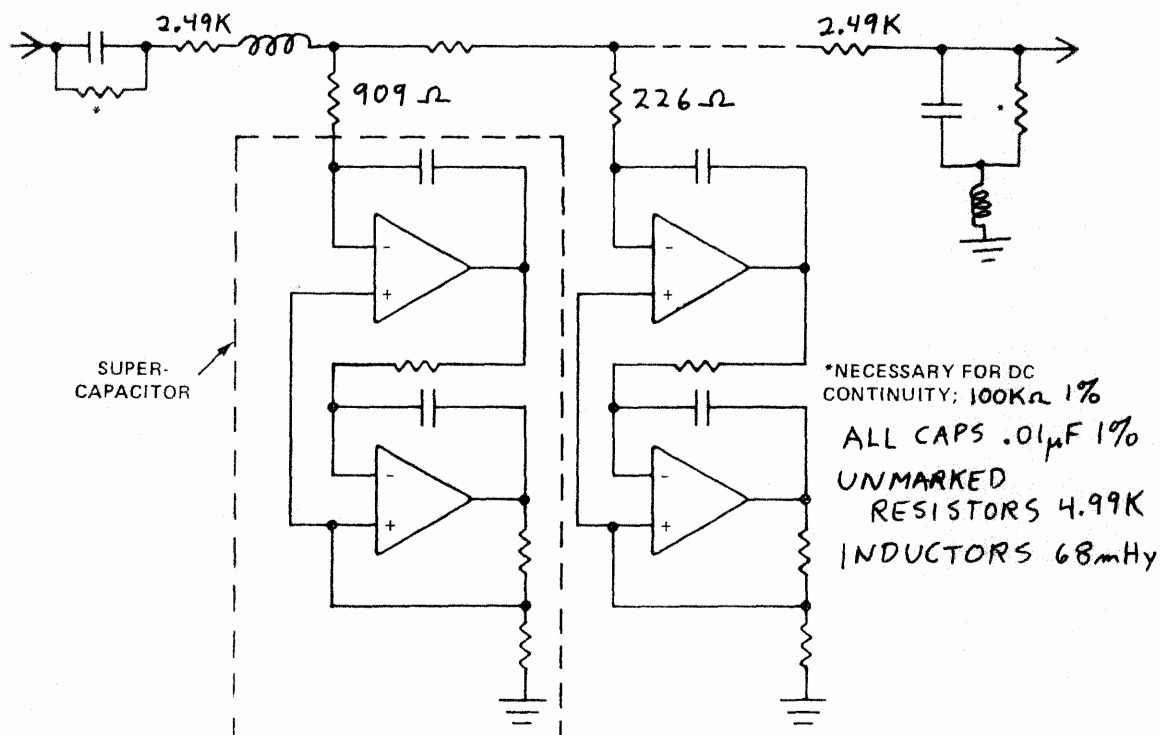 2.49K
2.49K
909 Ω
226 Ω
*
*
-
+
-
+
SUPER-
CAPACITOR
-
+
-
+
*NECESSARY FOR DC
CONTINUITY; 100KΩ 1%
ALL CAPS .01μF 1%
UNMARKED
RESISTORS 4.99K
INDUCTORS 68mHy